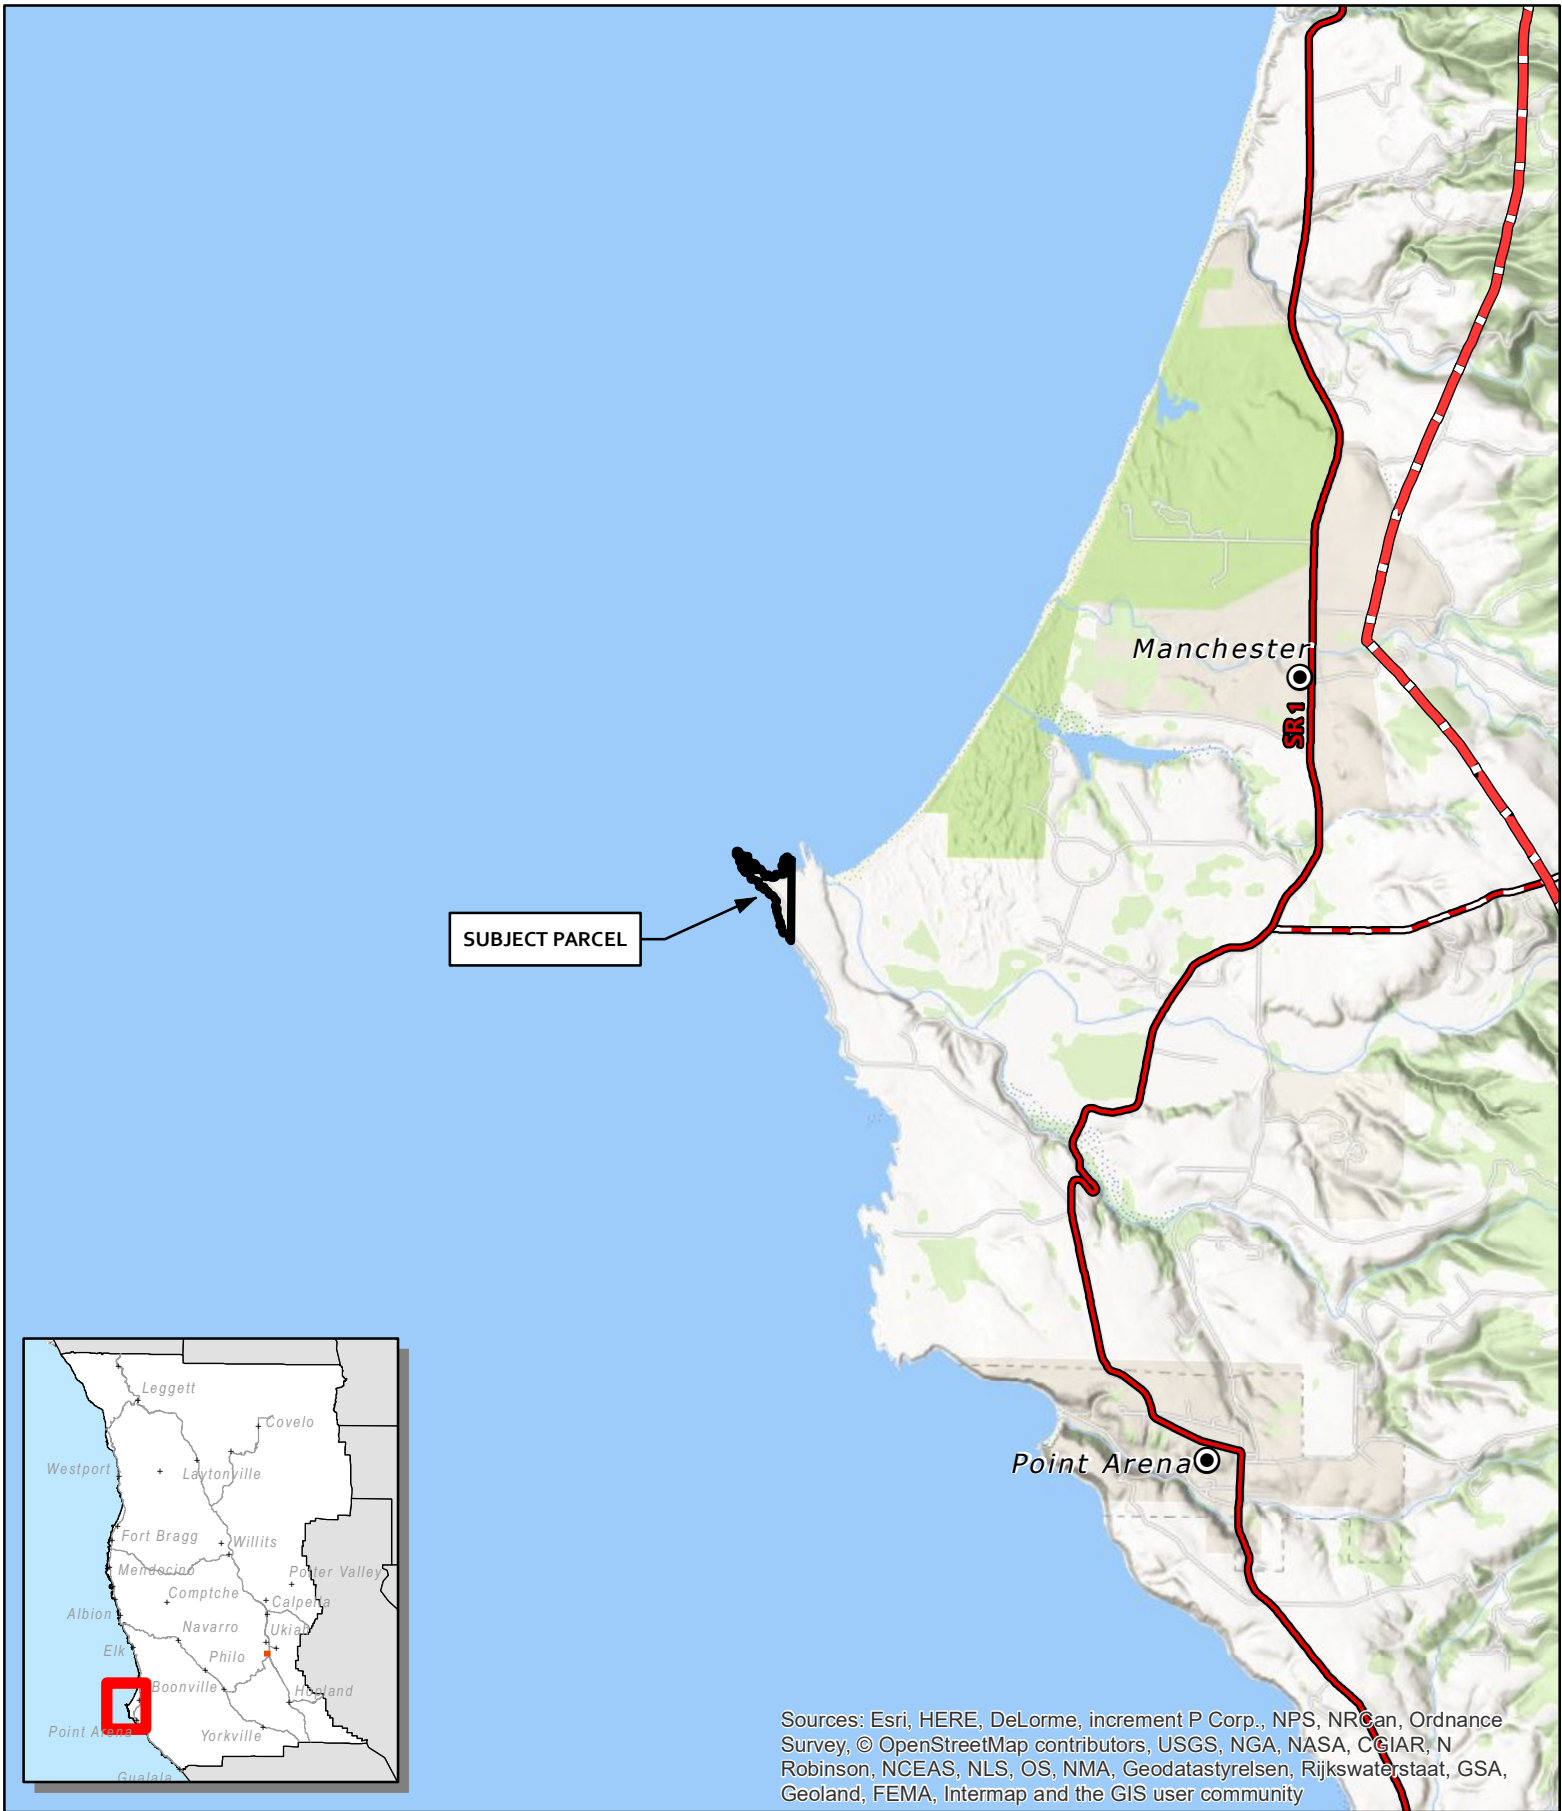 Manchester
SR 1
SUBJECT PARCEL
Point Arena
Leggett
Covelo
Westport
Laytonville
Fort Bragg
Willits
Mendocino
Potter Valley
Comptche
Calpella
Albion
Navarro
Ukiah
Elk
Philo
Boonville
Hopland
Point Arena
Yorkville
Gualala
Sources: Esri, HERE, DeLorme, increment P Corp., NPS, NRCan, Ordnance
Survey, © OpenStreetMap contributors, USGS, NGA, NASA, CGIAR, N
Robinson, NCEAS, NLS, OS, NMA, Geodatastyrelsen, Rijkswaterstaat, GSA,
Geoland, FEMA, Intermap and the GIS user community